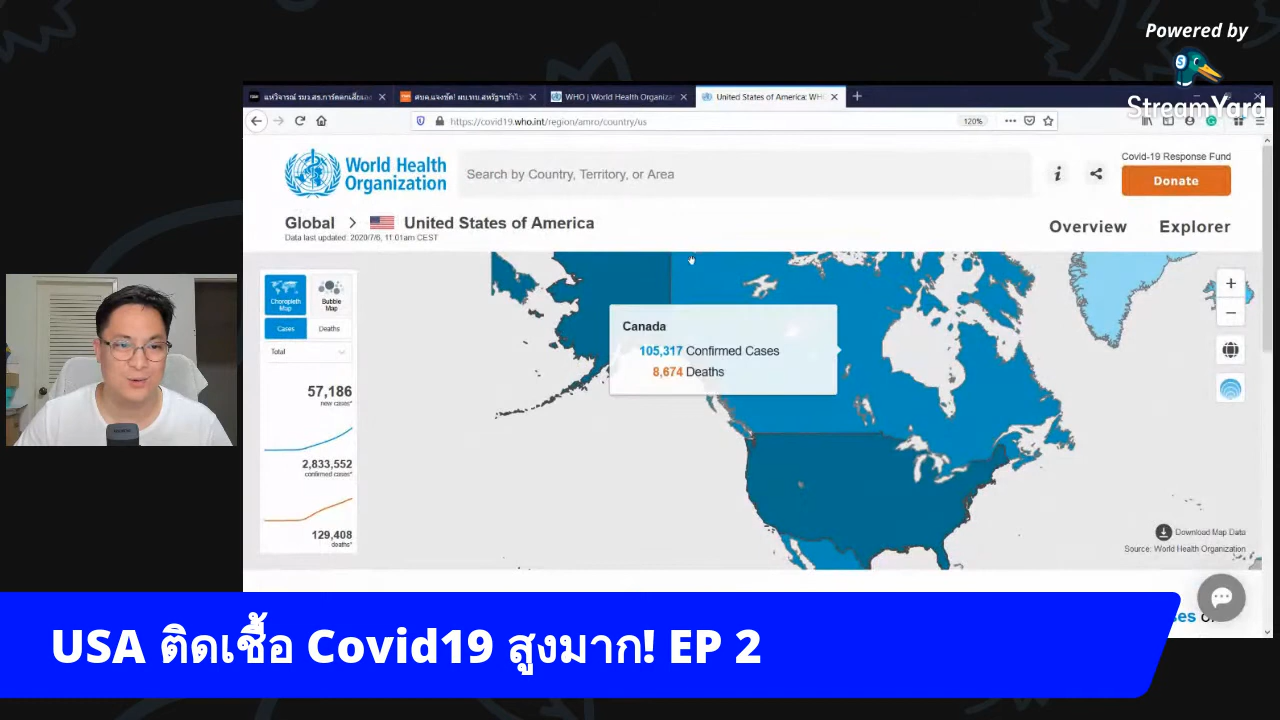 Powered by
StreamYard
WHO | World Health Organiza
United States of America: WH
https://covid19.who.int/region/amro/country/us
120%
World Health
Organization
Search by Country, Territory, or Area
Covid-19 Response Fund
Donate
Global > United States of America
Data last updated: 2020/7/6, 11:01am CEST
Overview
Explorer
Choropleth
Map
Bubble
Map
Cases
Deaths
Total
57,186
new cases*
2,833,552
confirmed cases*
129,408
deaths*
Canada
105,317 Confirmed Cases
8,674 Deaths
Download Map Data
Source: World Health Organization
USA ติดเชื้อ Covid19 สูงมาก! EP 2